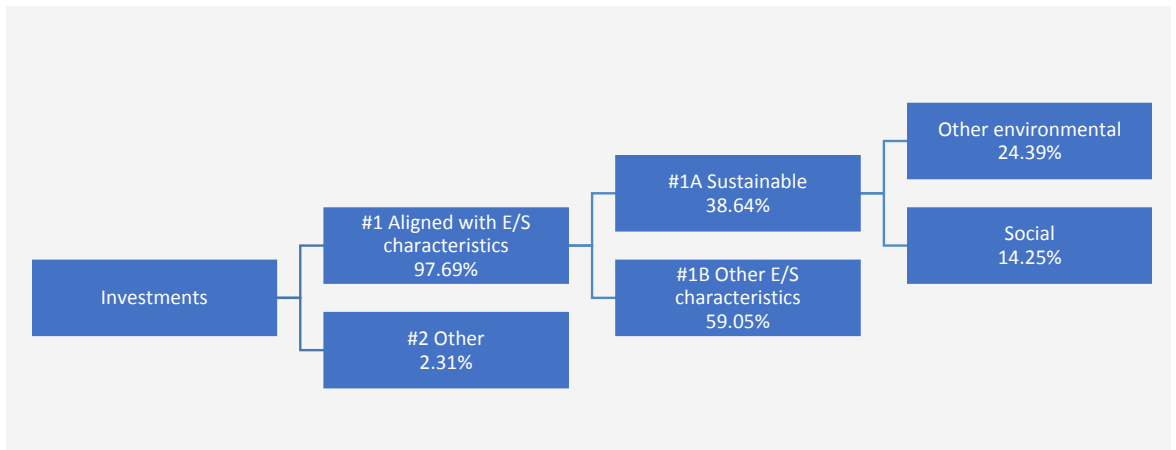 Investments
#1 Aligned with E/S
characteristics
97.69%
#2 Other
2.31%
#1A Sustainable
38.64%
#1B Other E/S
characteristics
59.05%
Other environmental
24.39%
Social
14.25%